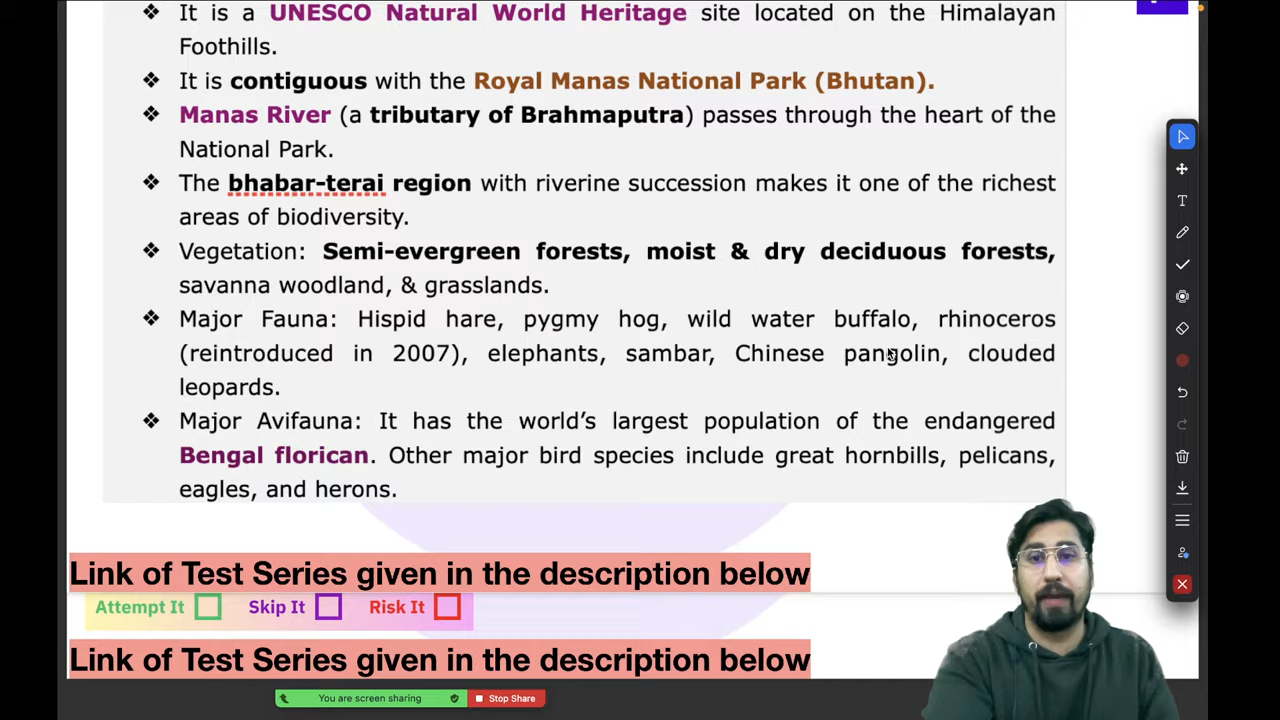 ❖ It is a UNESCO Natural World Heritage site located on the Himalayan
Foothills.
❖ It is contiguous with the Royal Manas National Park (Bhutan).
❖ Manas River (a tributary of Brahmaputra) passes through the heart of the
National Park.
❖ The bhabar-terai region with riverine succession makes it one of the richest
areas of biodiversity.
❖ Vegetation: Semi-evergreen forests, moist & dry deciduous forests,
savanna woodland, & grasslands.
❖ Major Fauna: Hispid hare, pygmy hog, wild water buffalo, rhinoceros
(reintroduced in 2007), elephants, sambar, Chinese pangolin, clouded
leopards.
❖ Major Avifauna: It has the world’s largest population of the endangered
Bengal florican. Other major bird species include great hornbills, pelicans,
eagles, and herons.
Link of Test Series given in the description below
Attempt It Skip It Risk It
Link of Test Series given in the description below
You are screen sharing Stop Share
T